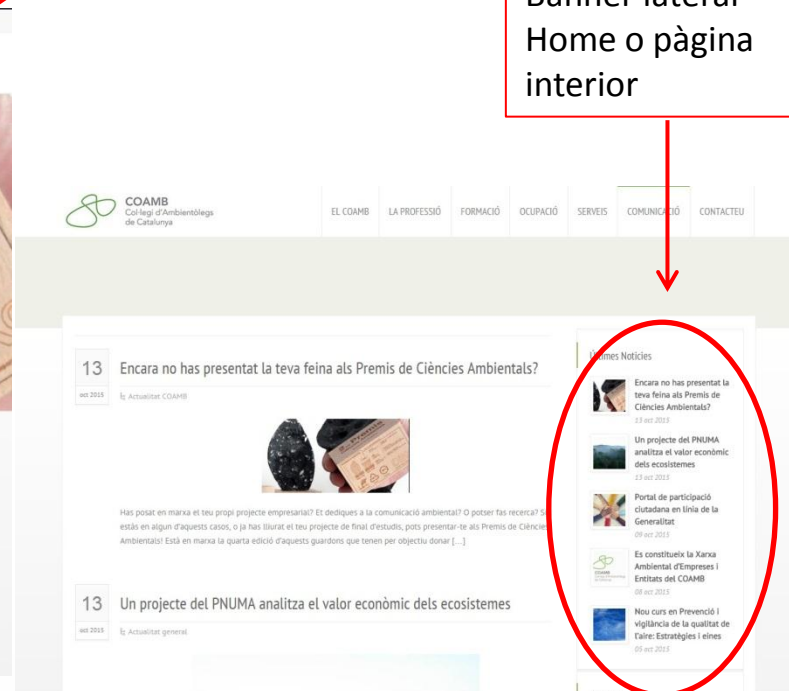 Banner lateral
Home o pàgina
interior
COAMB
Col·legi d'Ambientòlegs
de Catalunya
EL COAMB
LA PROFESSIÓ
FORMACIÓ
OCUPACIÓ
SERVEIS
COMUNICACIÓ
CONTACTEU
13
oct 2015
Encara no has presentat la teva feina als Premis de Ciències Ambientals?
Actualitat COAMB
Has posat en marxa el teu propi projecte empresarial? Et dediques a la comunicació ambiental? O potser fas recerca? Si
estàs en algun d'aquests casos, o ja has lliurat el teu projecte de final d'estudis, pots presentar-te als Premis de Ciències
Ambientals! Està en marxa la quarta edició d'aquests guardons que tenen per objectiu donar [...]
13
oct 2015
Un projecte del PNUMA analitza el valor econòmic dels ecosistemes
Actualitat general
Últimes Notícies
Encara no has presentat la
teva feina als Premis de
Ciències Ambientals?
13 oct 2015
Un projecte del PNUMA
analitza el valor econòmic
dels ecosistemes
13 oct 2015
Portal de participació
ciutadana en línia de la
Generalitat
09 oct 2015
Es constitueix la Xarxa
Ambiental d'Empreses i
Entitats del COAMB
08 oct 2015
Nou curs en Prevenció i
vigilància de la qualitat de
l'aire: Estratègies i eines
05 oct 2015